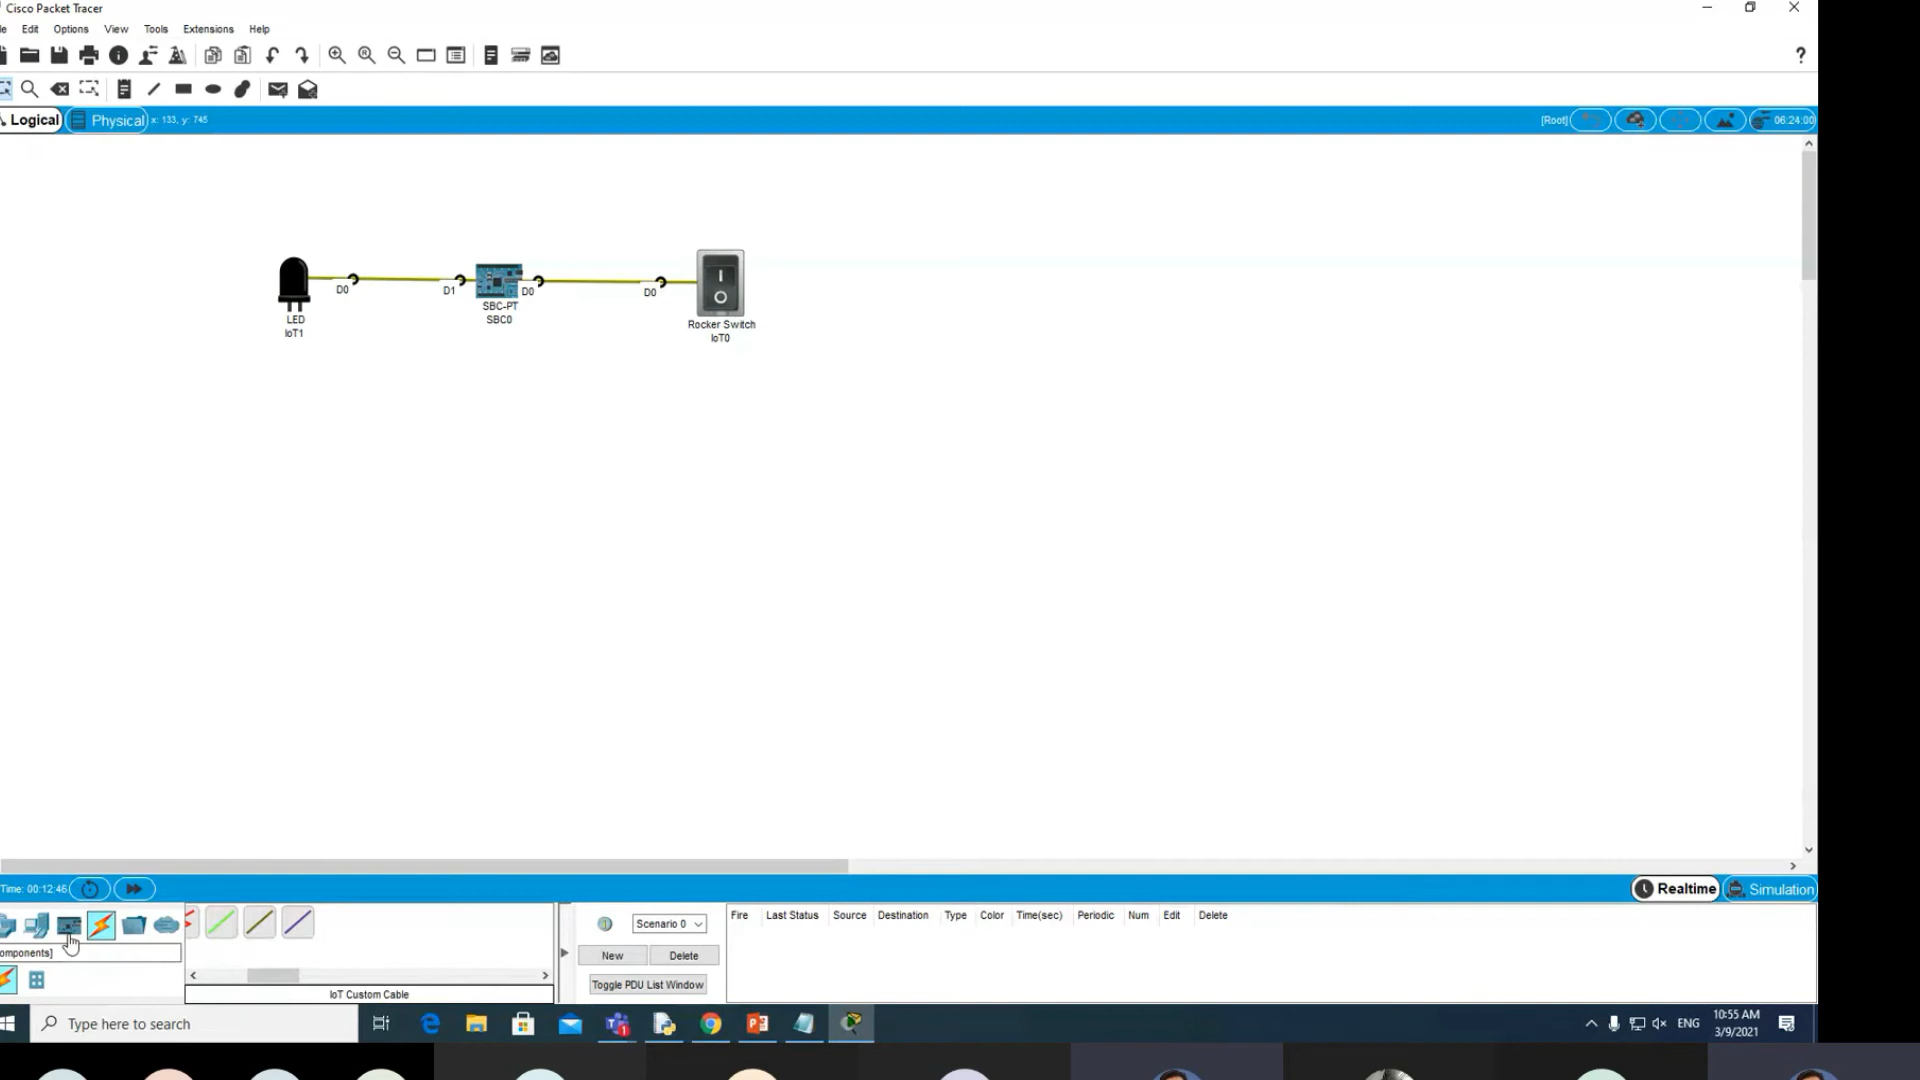 Cisco Packet Tracer
le Edit Options View Tools Extensions Help
?
Logical Physical x: 133, y: 745 [Root] 06:24:00
D0 D1 D0 D0
SBC-PT
SBC0
LED
IoT1
Rocker Switch
IoT0
Time: 00:12:46 Realtime Simulation
omponents]
IoT Custom Cable
Scenario 0
New Delete
Toggle PDU List Window
Fire Last Status Source Destination Type Color Time(sec) Periodic Num Edit Delete
Type here to search
ENG
10:55 AM
3/9/2021